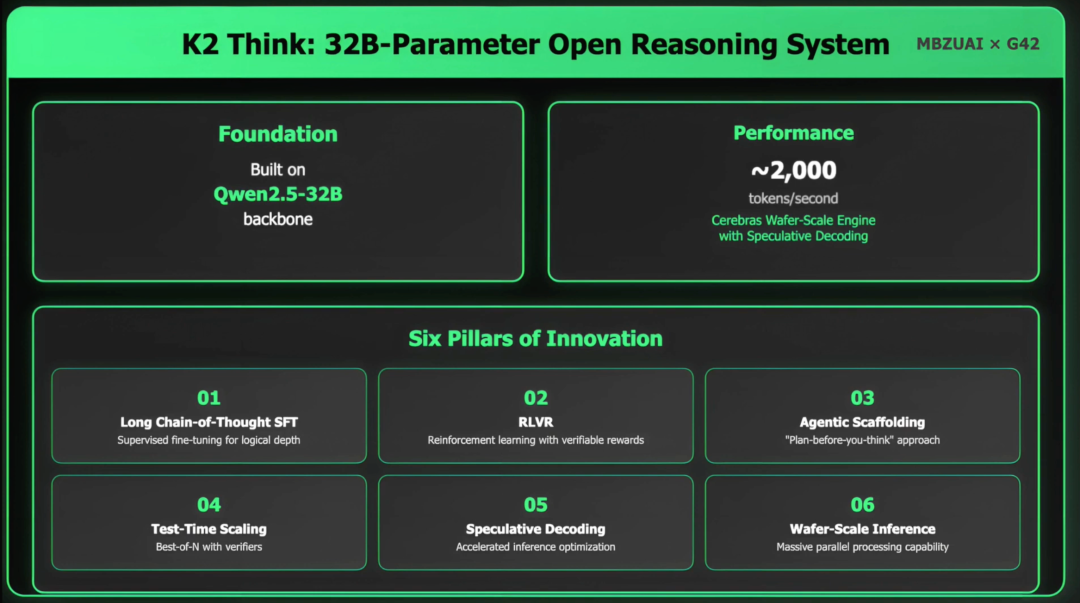 K2 Think: 32B-Parameter Open Reasoning System
MBZUAI × G42
Foundation
Built on
Qwen2.5-32B
backbone
Performance
~2,000
tokens/second
Cerebras Wafer-Scale Engine
with Speculative Decoding
Six Pillars of Innovation
01
Long Chain-of-Thought SFT
Supervised fine-tuning for logical depth
02
RLVR
Reinforcement learning with verifiable rewards
03
Agentic Scaffolding
"Plan-before-you-think" approach
04
Test-Time Scaling
Best-of-N with verifiers
05
Speculative Decoding
Accelerated inference optimization
06
Wafer-Scale Inference
Massive parallel processing capability